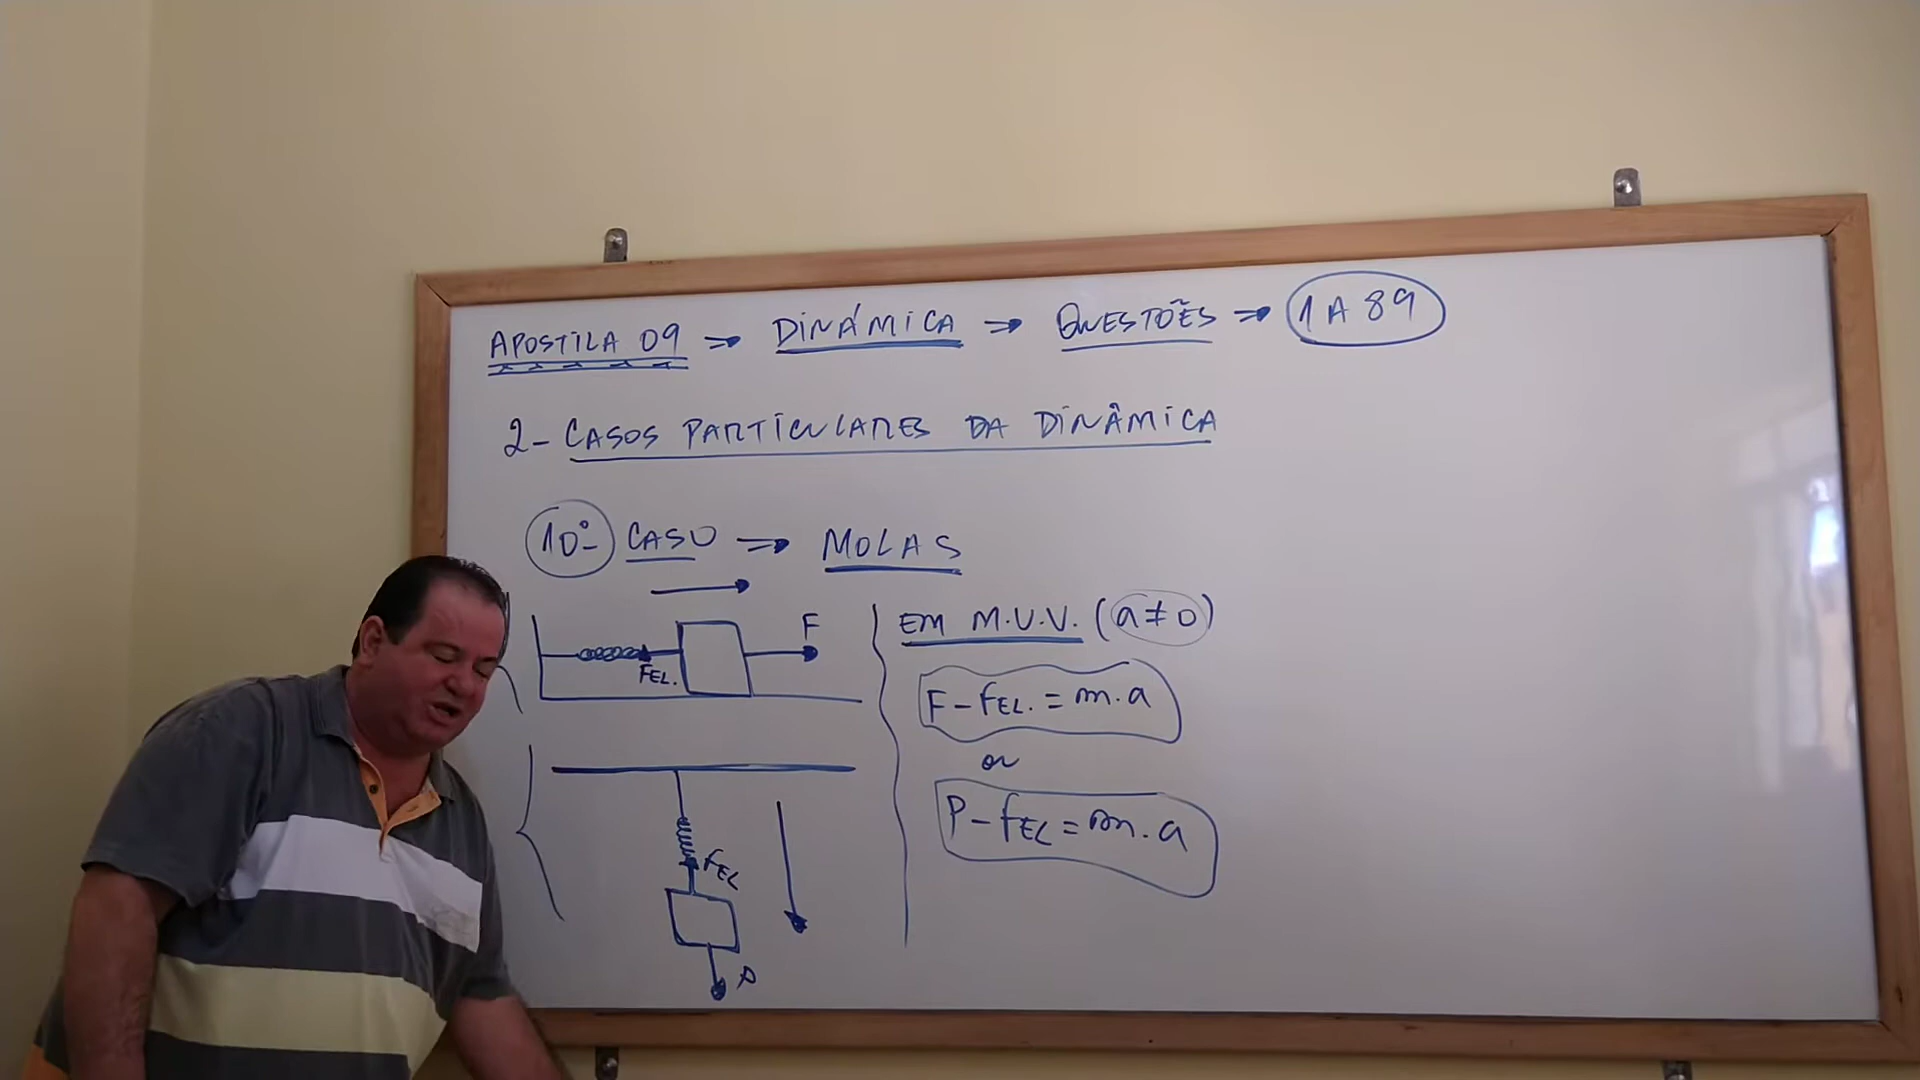 APOSTILA 09 ⇒ DINÂMICA ⇒ QUESTÕES ⇒ 1 A 89
2- CASOS PARTICULARES DA DINÂMICA
10º CASO ⇒ MOLAS
F
FEL.
EM M.U.V. (a ≠ 0)
F - FEL. = m.a
ou
P - FEL = m.a
FEL
P